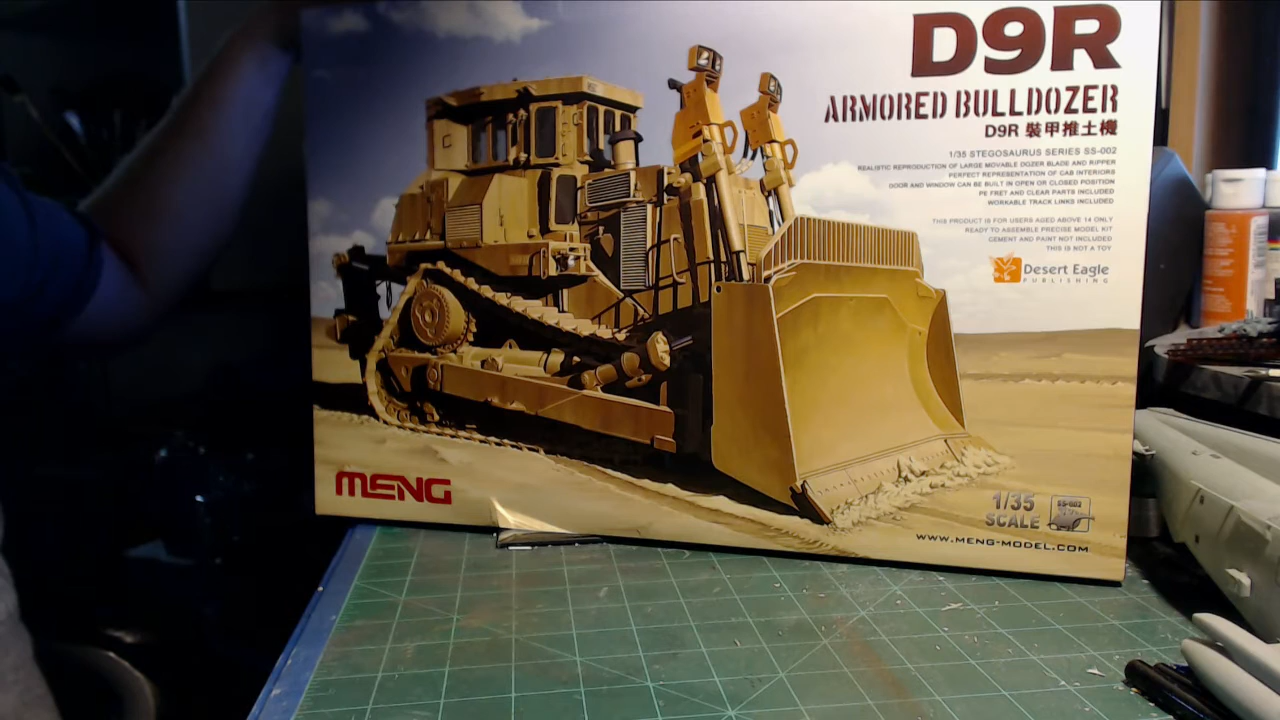 D9R
ARMORED BULLDOZER
D9R 裝甲推土機
1/35 STEGOSAURUS SERIES SS-002
REALISTIC REPRODUCTION OF LARGE MOVABLE DOZER BLADE AND RIPPER
PERFECT REPRESENTATION OF CAB INTERIORS
DOOR AND WINDOW CAN BE BUILT IN OPEN OR CLOSED POSITION
PE FRET AND CLEAR PARTS INCLUDED
WORKABLE TRACK LINKS INCLUDED
THIS PRODUCT IS FOR USERS AGED ABOVE 14 ONLY
READY TO ASSEMBLE PRECISE MODEL KIT
CEMENT AND PAINT NOT INCLUDED
THIS IS NOT A TOY
Desert Eagle
PUBLISHING
MENG
1/35
SCALE
SS-002
WWW.MENG-MODEL.COM